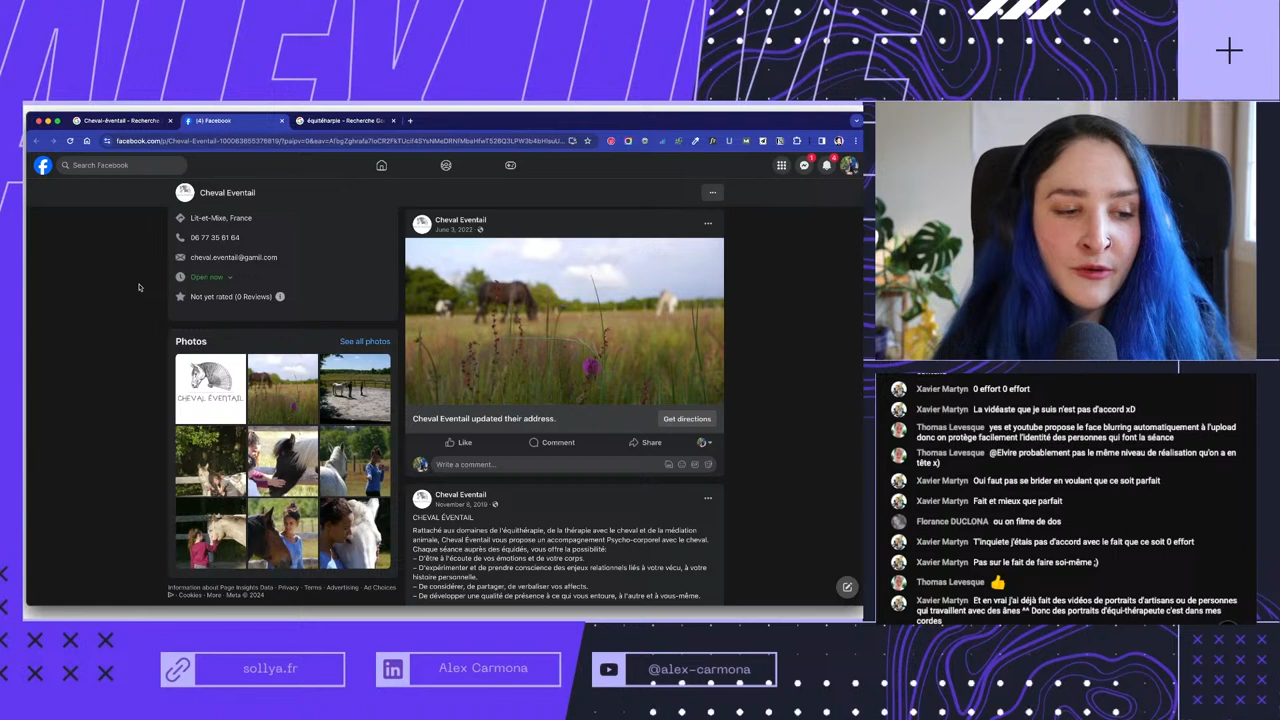 Cheval-éventail - Recherche
(4) Facebook
équithérpie - Recherche Go
Search Facebook
1
4
Cheval Eventail
Lit-et-Mixe, France
06 77 35 61 64
cheval.eventail@gamil.com
Open now
Not yet rated (0 Reviews)
Photos
See all photos
CHEVAL ÉVENTAIL
Information about Page Insights Data · Privacy · Terms · Advertising · Ad Choices
· Cookies · More · Meta © 2024
Cheval Eventail
June 3, 2022 ·
Cheval Eventail updated their address.
Get directions
Like
Comment
Share
Write a comment...
Cheval Eventail
November 8, 2019 ·
CHEVAL ÉVENTAIL
Rattaché aux domaines de l'équithérapie, de la thérapie avec le cheval et de la médiation
animale, Cheval Éventail vous propose un accompagnement Psycho-corporel avec le cheval.
Chaque séance auprès des équidés, vous offre la possibilité:
– D'être à l'écoute de vos émotions et de votre corps.
– D'expérimenter et de prendre conscience des enjeux relationnels liés à votre vécu, à votre
histoire personnelle.
– De considérer, de partager, de verbaliser vos affects.
– De développer une qualité de présence à ce qui vous entoure, à l'autre et à vous-même.
Xavier Martyn 0 effort 0 effort
Xavier Martyn La vidéaste que je suis n'est pas d'accord xD
Thomas Levesque yes et youtube propose le face blurring automatiquement à l'upload
donc on protège facilement l'identité des personnes qui font la séance
Thomas Levesque @Elvire probablement pas le même niveau de réalisation qu'on a en
tête x)
Xavier Martyn Oui faut pas se brider en voulant que ce soit parfait
Xavier Martyn Fait et mieux que parfait
Florance DUCLONA ou on filme de dos
Xavier Martyn T'inquiete j'étais pas d'accord avec le fait que ce soit 0 effort
Xavier Martyn Pas sur le fait de faire soi-même ;)
Thomas Levesque 👍
Xavier Martyn Et en vrai j'ai déjà fait des vidéos de portraits d'artisans ou de personnes
qui travaillent avec des ânes ^^ Donc des portraits d'équi-thérapeute c'est dans mes
cordes
sollya.fr
Alex Carmona
@alex-carmona